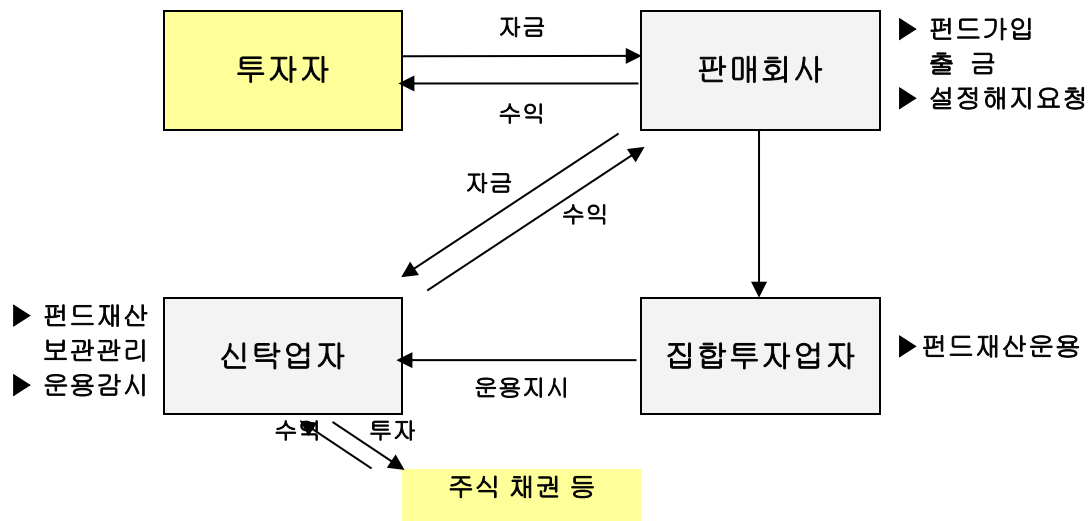 자금
투자자
판매회사
▶ 펀드가입
출 금
▶ 설정해지요청
수익
자금
수익
▶ 펀드재산
보관관리
▶ 운용감시
신탁업자
집합투자업자
▶ 펀드재산운용
운용지시
수익
투자
주식 채권 등